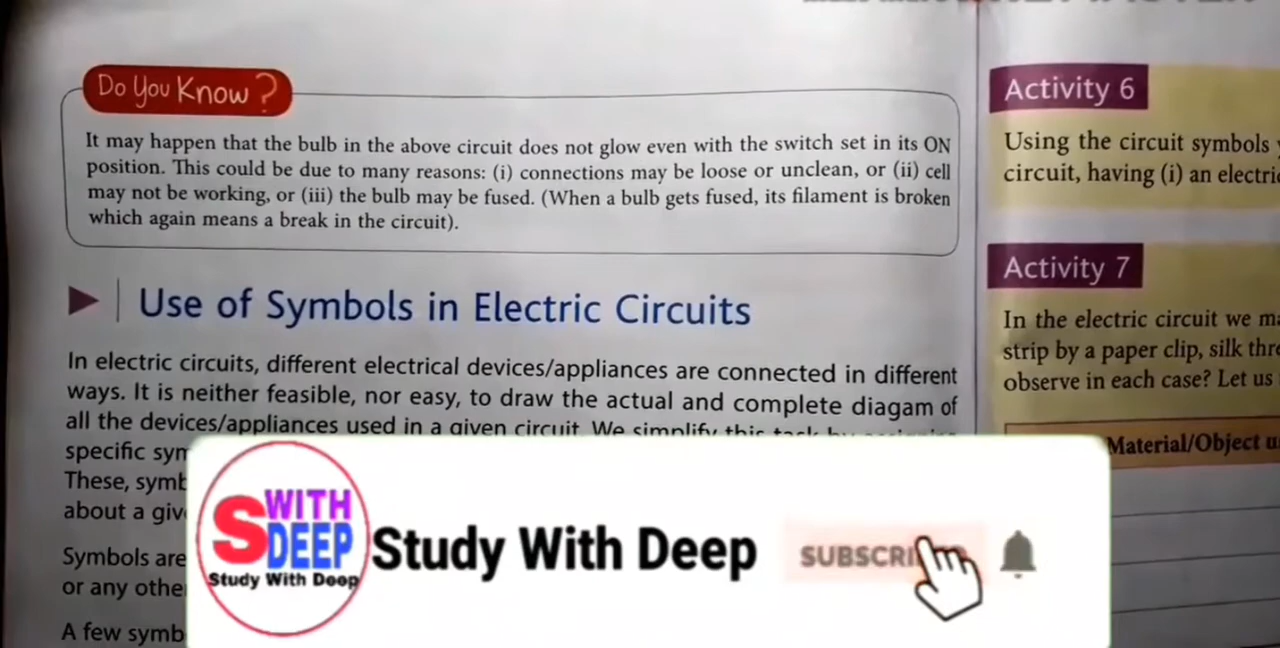 Do You Know ?
It may happen that the bulb in the above circuit does not glow even with the switch set in its ON
position. This could be due to many reasons: (i) connections may be loose or unclean, or (ii) cell
may not be working, or (iii) the bulb may be fused. (When a bulb gets fused, its filament is broken
which again means a break in the circuit).
Use of Symbols in Electric Circuits
In electric circuits, different electrical devices/appliances are connected in different
ways. It is neither feasible, nor easy, to draw the actual and complete diagam of
all the devices/appliances used in a given circuit. We simplify this task by
specific
These,
about a
Symbols are
or any
A few
Activity 6
Using the circuit symbols
circuit, having (i) an
Activity 7
In the electric circuit we
strip by a paper clip, silk
observe in each case? Let us
Material/Object
S WITH
DEEP
Study With Deep
Study With Deep
SUBSCRI